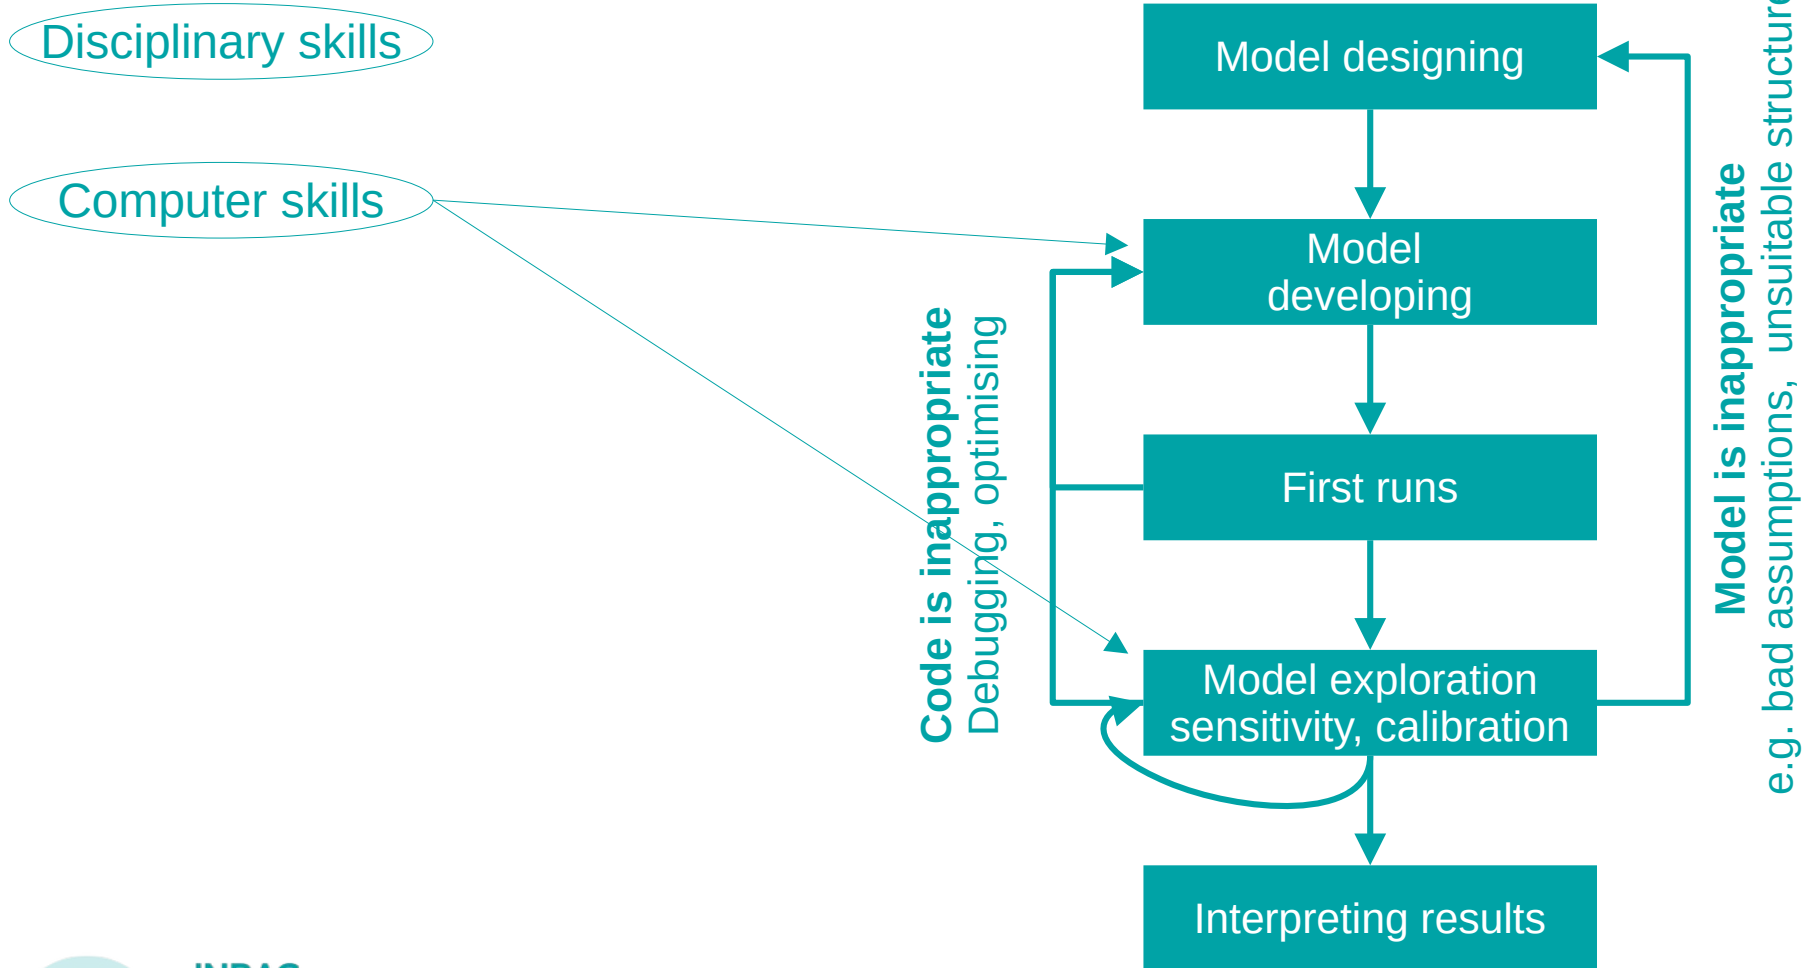 Disciplinary skills
Computer skills
Model designing
Model
developing
First runs
Model exploration
sensitivity, calibration
Interpreting results
Code is inappropriate
Debugging, optimising
Model is inappropriate
e.g. bad assumptions, unsuitable structure